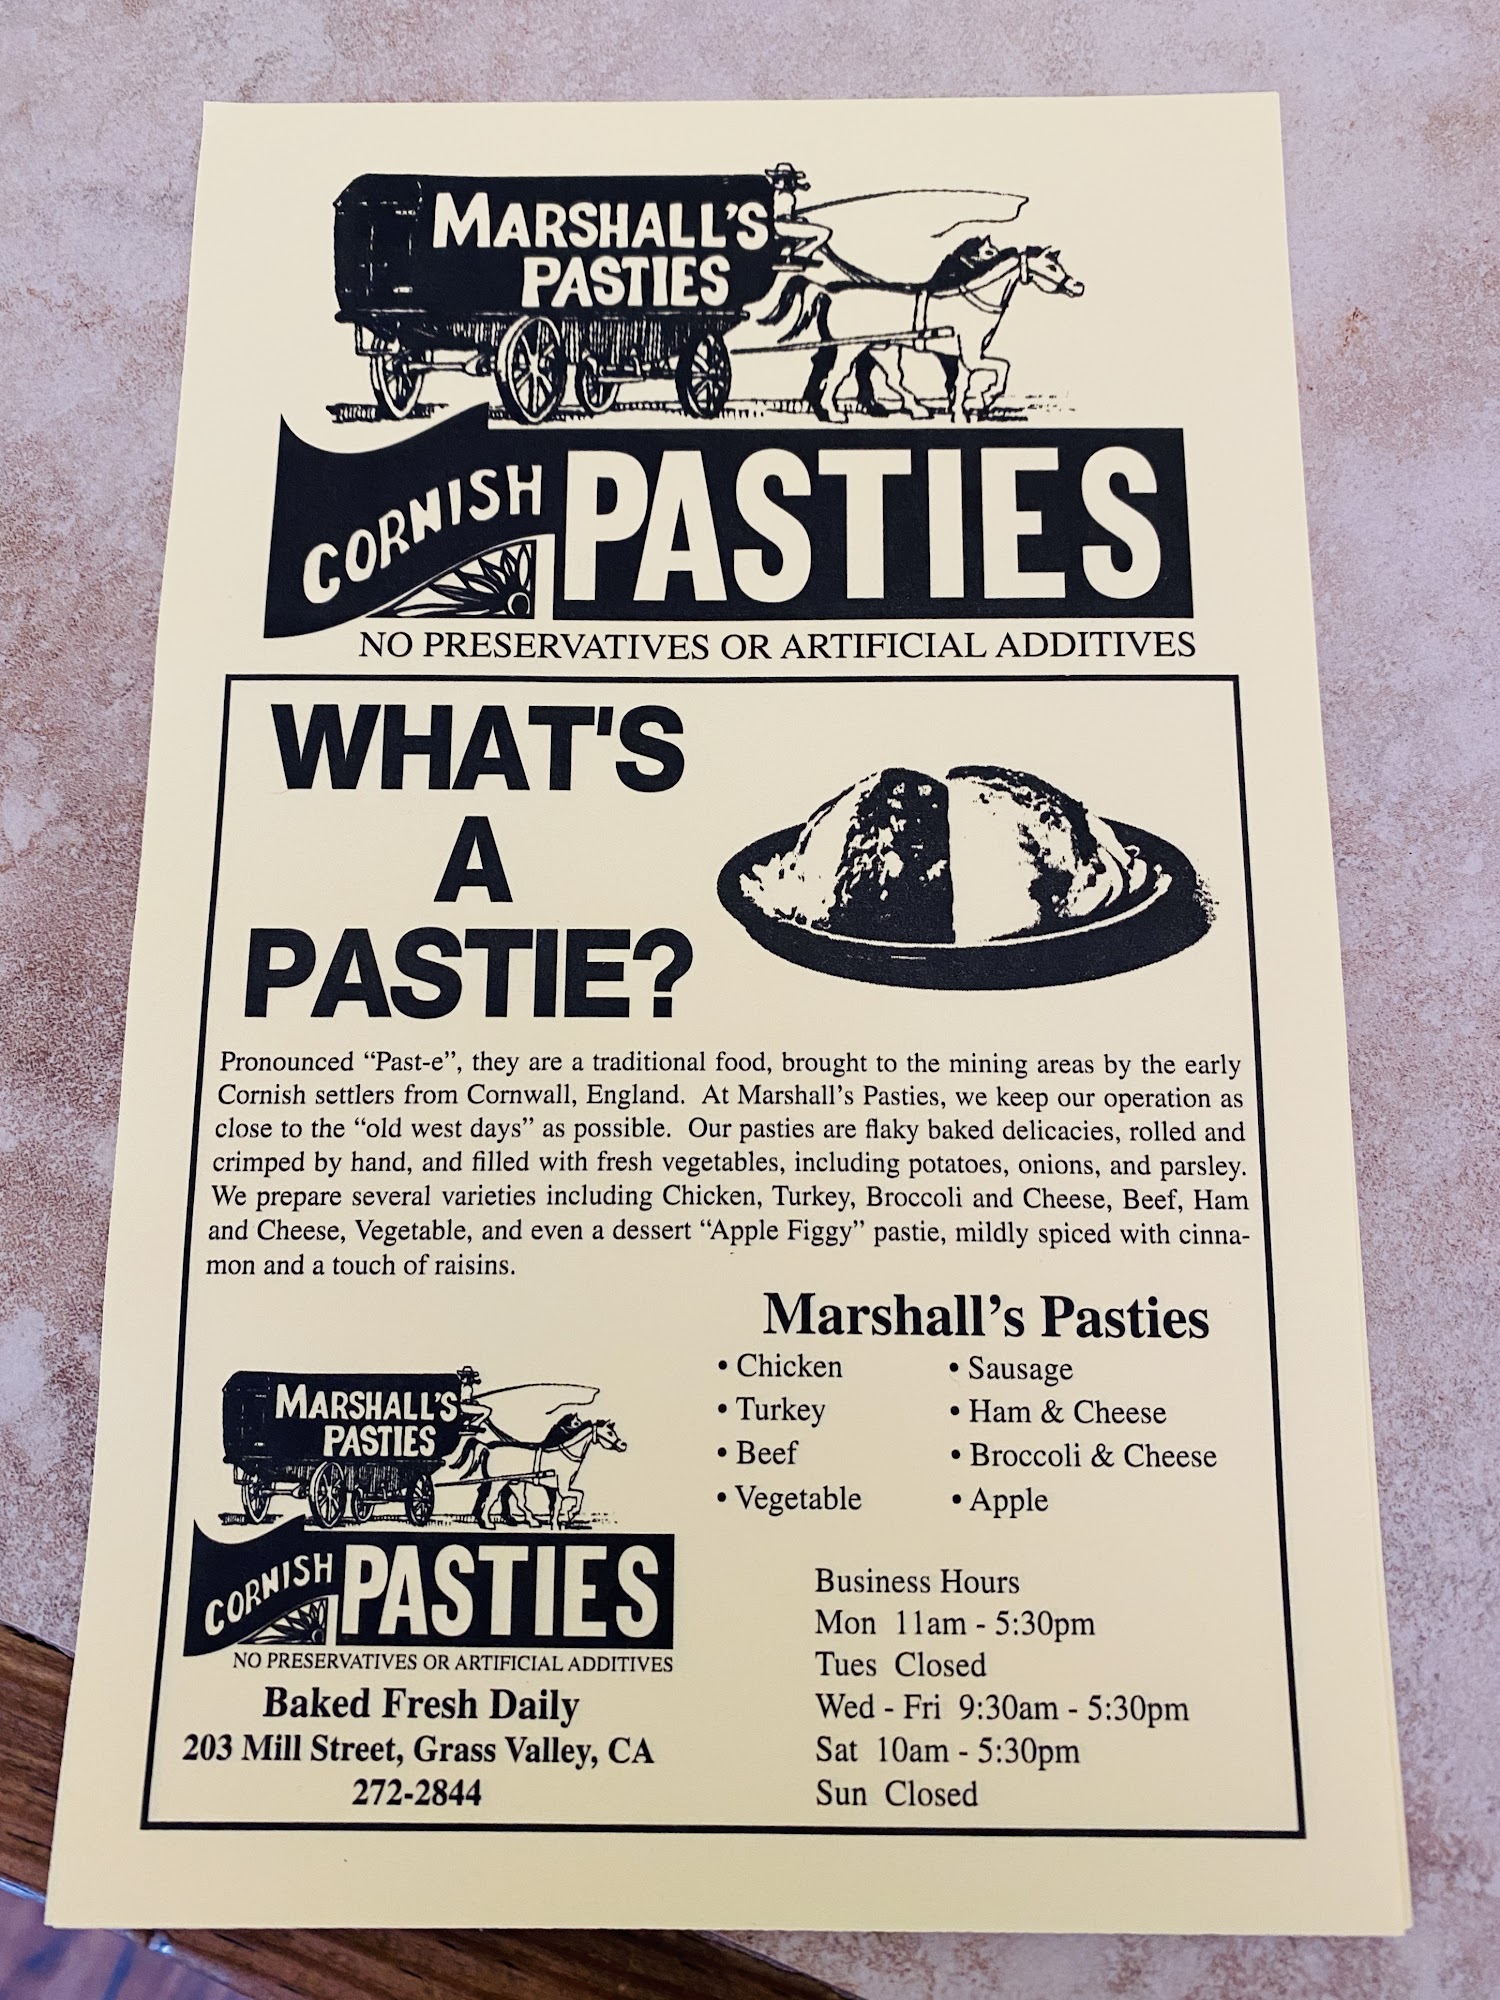 MARSHALL'S
PASTIES
CORNISH PASTIES
NO PRESERVATIVES OR ARTIFICIAL ADDITIVES
WHAT'S
A
PASTIE?
Pronounced “Past-e”, they are a traditional food, brought to the mining areas by the early
Cornish settlers from Cornwall, England. At Marshall’s Pasties, we keep our operation as
close to the “old west days” as possible. Our pasties are flaky baked delicacies, rolled and
crimped by hand, and filled with fresh vegetables, including potatoes, onions, and parsley.
We prepare several varieties including Chicken, Turkey, Broccoli and Cheese, Beef, Ham
and Cheese, Vegetable, and even a dessert “Apple Figgy” pastie, mildly spiced with cinna-
mon and a touch of raisins.
Marshall’s Pasties
• Chicken
• Turkey
• Beef
• Vegetable
• Sausage
• Ham & Cheese
• Broccoli & Cheese
• Apple
MARSHALL'S
PASTIES
CORNISH PASTIES
NO PRESERVATIVES OR ARTIFICIAL ADDITIVES
Baked Fresh Daily
203 Mill Street, Grass Valley, CA
272-2844
Business Hours
Mon 11am - 5:30pm
Tues Closed
Wed - Fri 9:30am - 5:30pm
Sat 10am - 5:30pm
Sun Closed